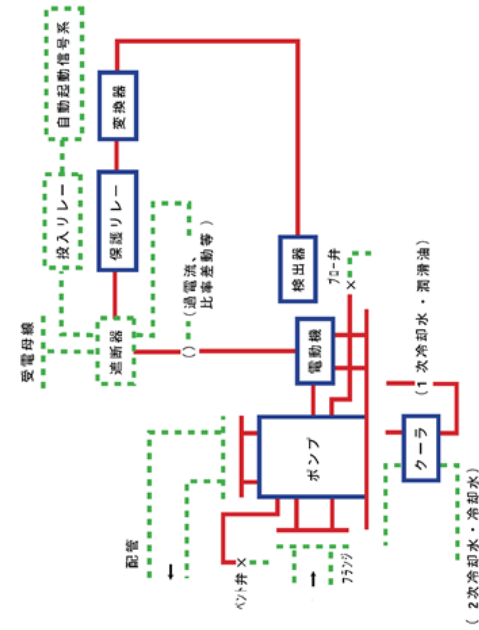 受電母線
投入リレー
自動起動信号系
遮断器
保護リレー
変換器
(過電流、
比率差動等)
( )
検出器
電動機
ブロー弁
×
配管
ポンプ
ベント弁
×
フランジ
クーラ
(1次冷却水・潤滑油)
(2次冷却水・冷却水)